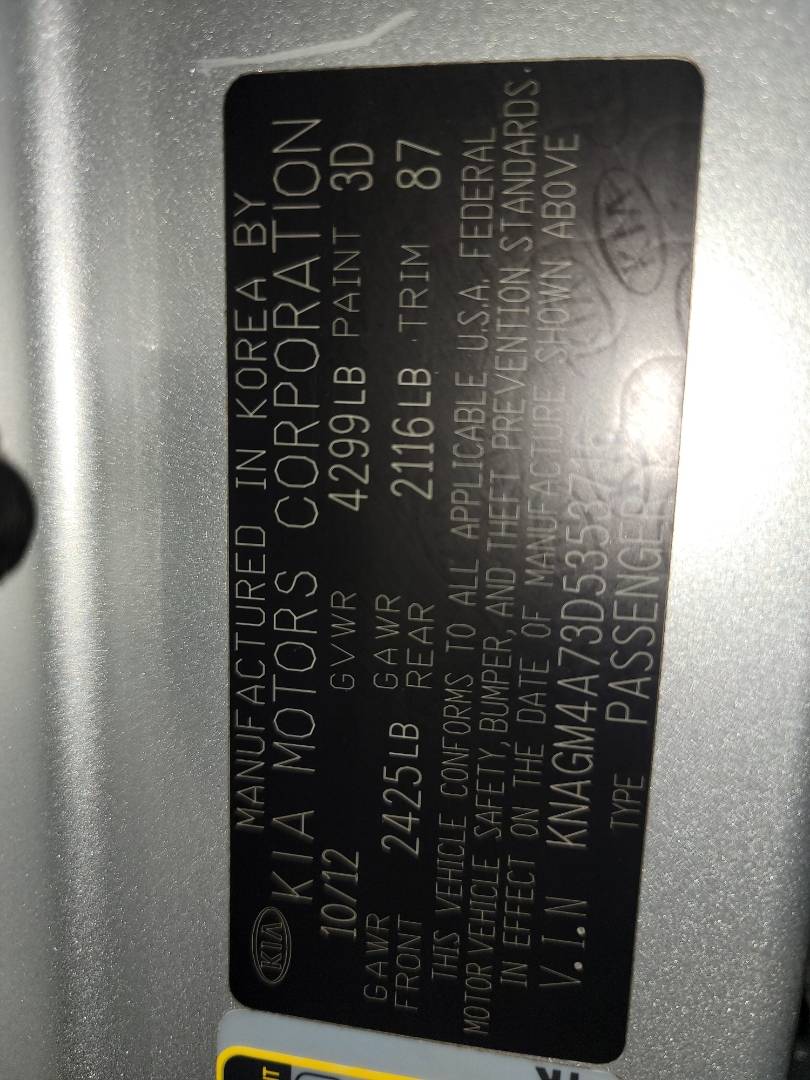 KIA MANUFACTURED IN KOREA BY
KIA MOTORS CORPORATION
10/12 GVWR 4299LB PAINT 3D
GAWR FRONT 2425LB GAWR REAR 2116LB TRIM 87
THIS VEHICLE CONFORMS TO ALL APPLICABLE U.S.A. FEDERAL
MOTOR VEHICLE SAFETY, BUMPER, AND THEFT PREVENTION STANDARDS
IN EFFECT ON THE DATE OF MANUFACTURE SHOWN ABOVE
V.I.N
TYPE PASSENGER
KIA